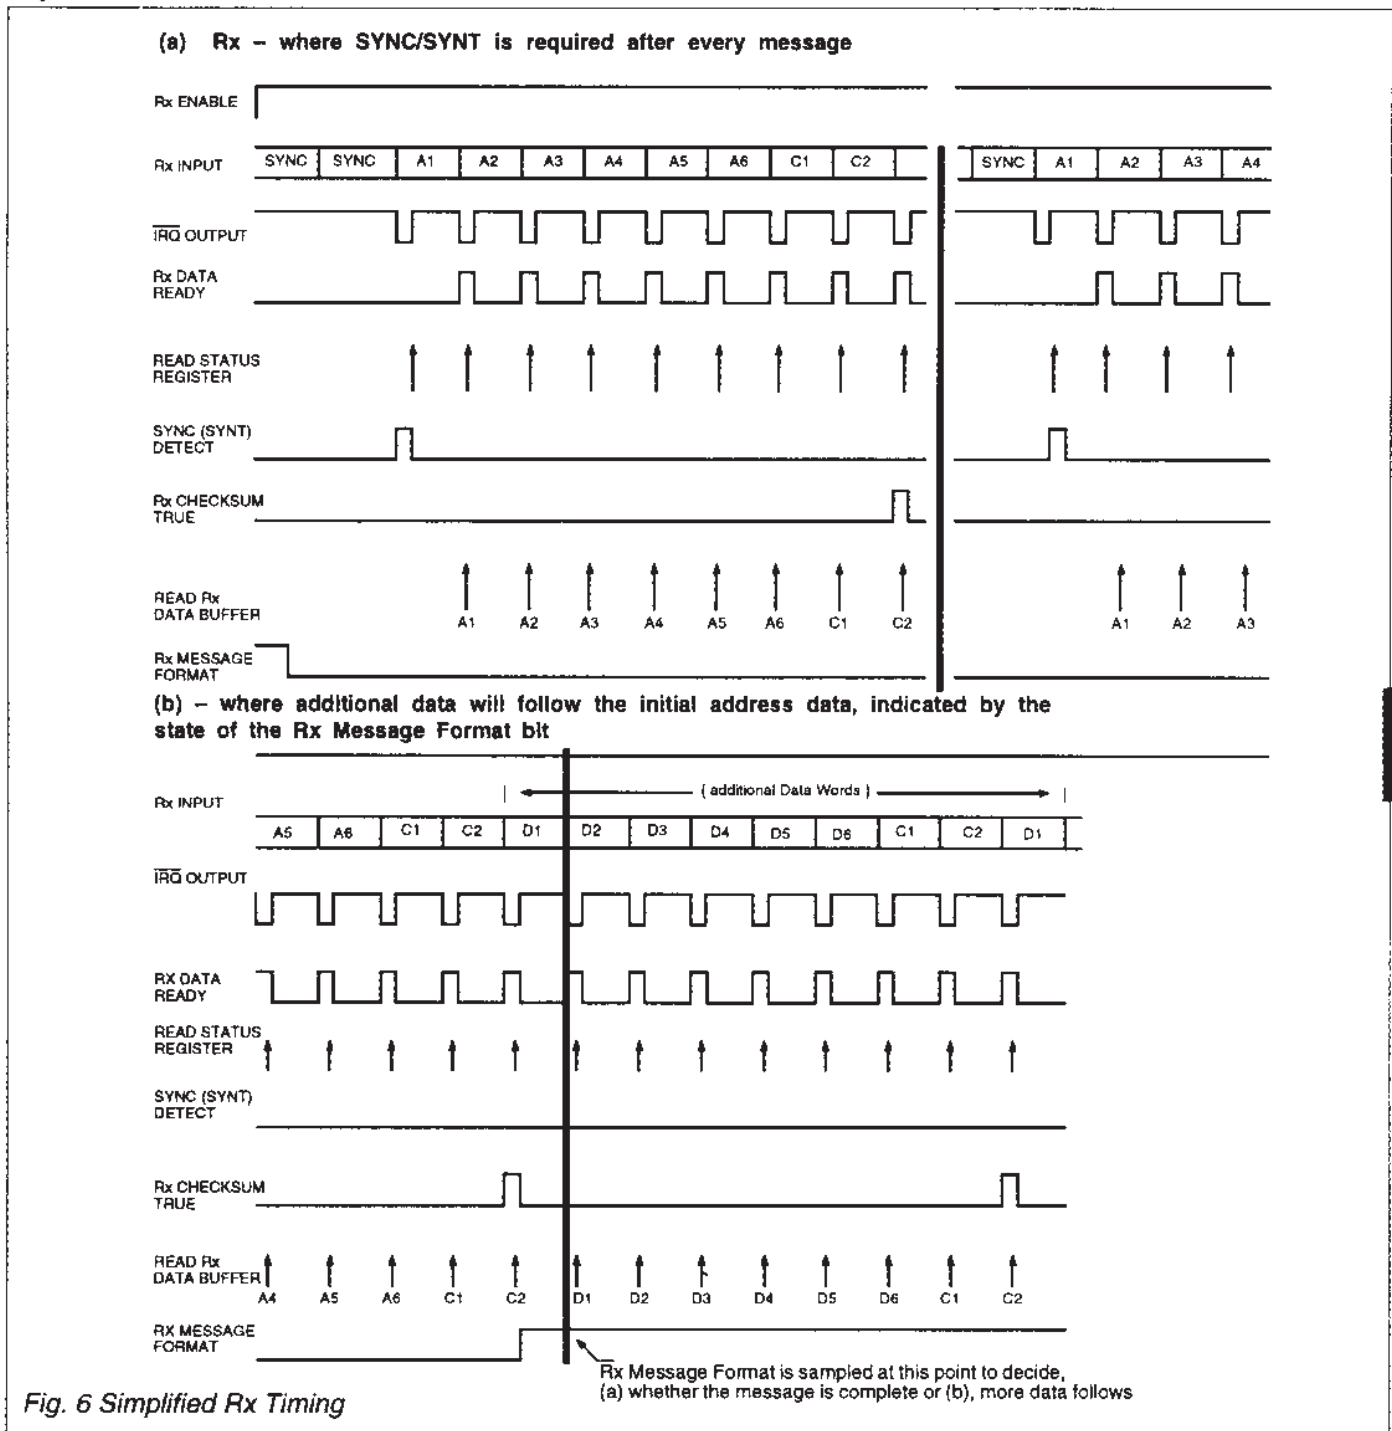 (a) Rx – where SYNC/SYNT is required after every message
Rx ENABLE
Rx INPUT
SYNC SYNC A1 A2 A3 A4 A5 A6 C1 C2 SYNC A1 A2 A3 A4
IRQ OUTPUT
Rx DATA
READY
READ STATUS
REGISTER
SYNC (SYNT)
DETECT
Rx CHECKSUM
TRUE
READ Rx
DATA BUFFER
A1 A2 A3 A4 A5 A6 C1 C2 A1 A2 A3
Rx MESSAGE
FORMAT
(b) – where additional data will follow the initial address data, indicated by the
state of the Rx Message Format bit
Rx INPUT
( additional Data Words )
A5 A6 C1 C2 D1 D2 D3 D4 D5 D6 C1 C2 D1
IRQ OUTPUT
RX DATA
READY
READ STATUS
REGISTER
SYNC (SYNT)
DETECT
Rx CHECKSUM
TRUE
READ Rx
DATA BUFFER
A4 A5 A6 C1 C2 D1 D2 D3 D4 D5 D6 C1 C2
RX MESSAGE
FORMAT
Rx Message Format is sampled at this point to decide,
(a) whether the message is complete or (b), more data follows
Fig. 6 Simplified Rx Timing